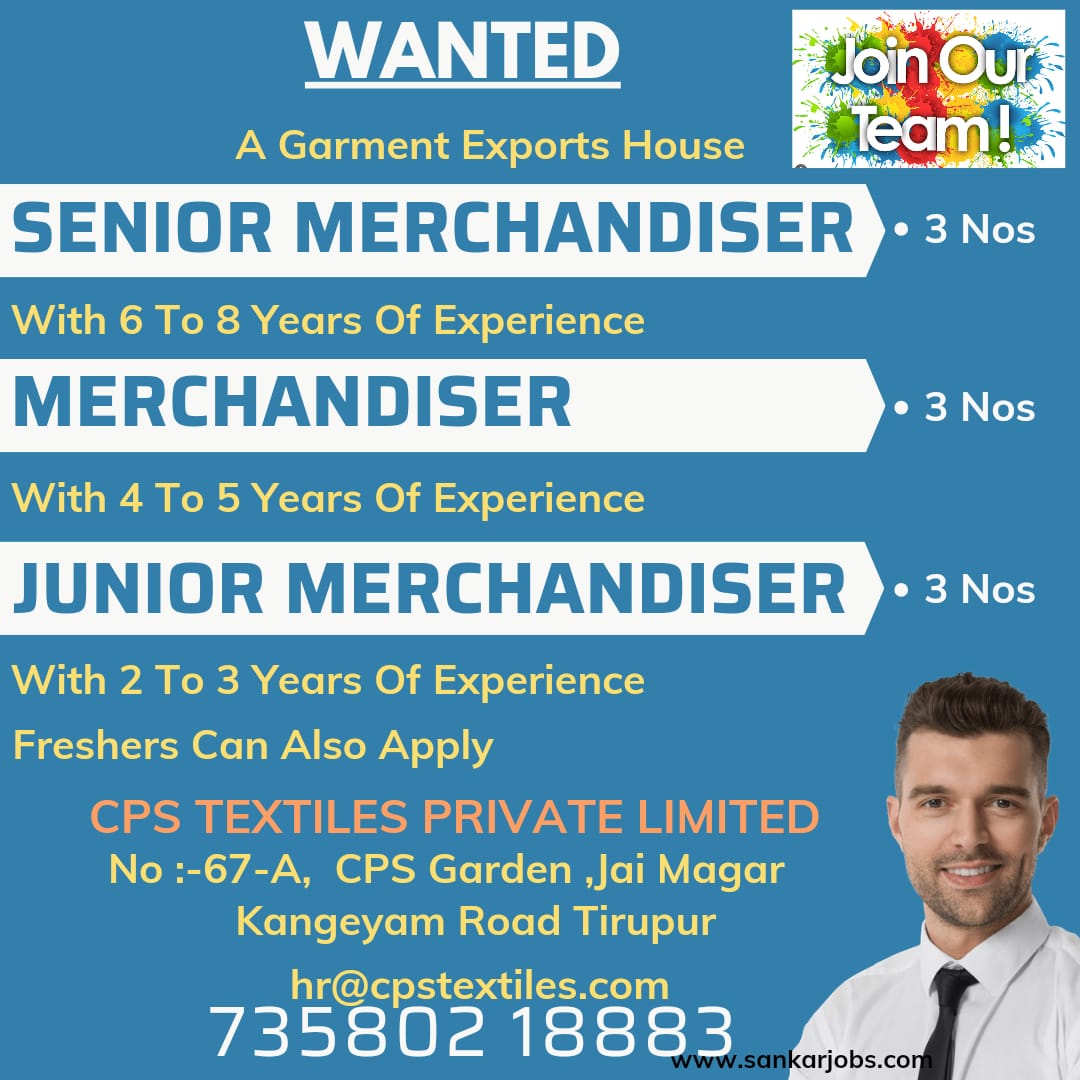 WANTED
Join Our
Team !
A Garment Exports House
SENIOR MERCHANDISER
• 3 Nos
With 6 To 8 Years Of Experience
MERCHANDISER
• 3 Nos
With 4 To 5 Years Of Experience
JUNIOR MERCHANDISER
• 3 Nos
With 2 To 3 Years Of Experience
Freshers Can Also Apply
CPS TEXTILES PRIVATE LIMITED
No :-67-A, CPS Garden ,Jai Magar
Kangeyam Road Tirupur
hr@cpstextiles.com
735802 18883
www.sankarjobs.com